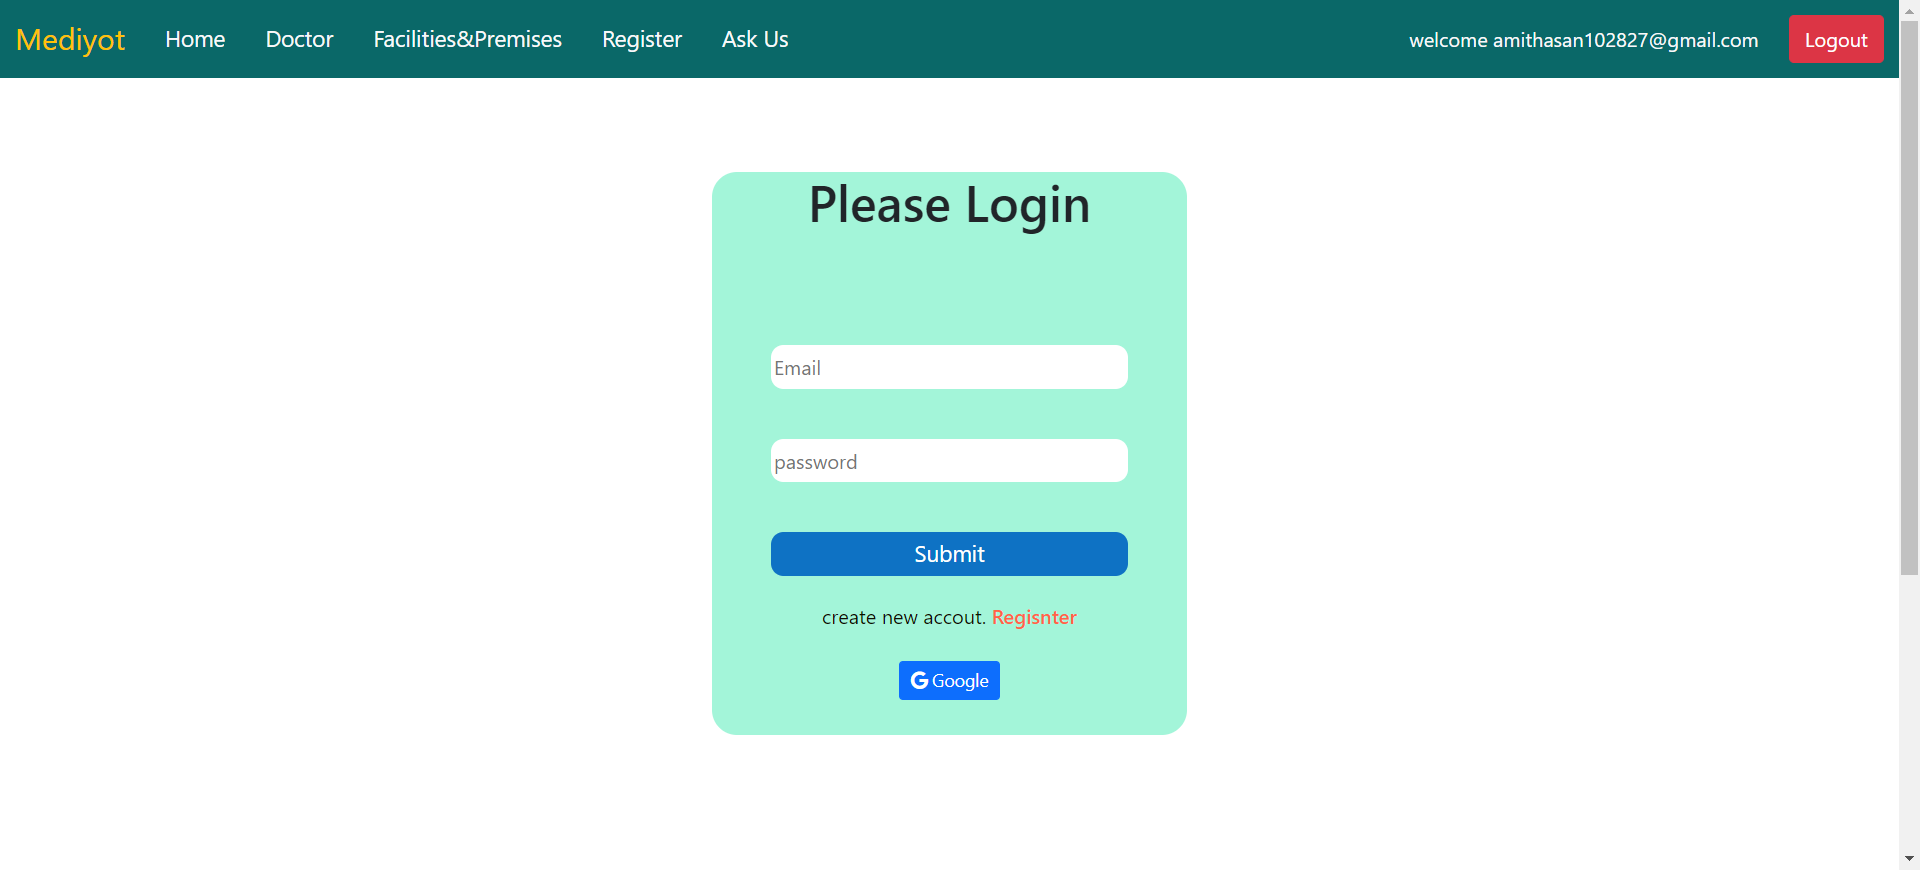 Mediyot Home Doctor Facilities&Premises Register Ask Us welcome amithasan102827@gmail.com Logout
Please Login
Email
password
Submit
create new accout. Regisnter
Google